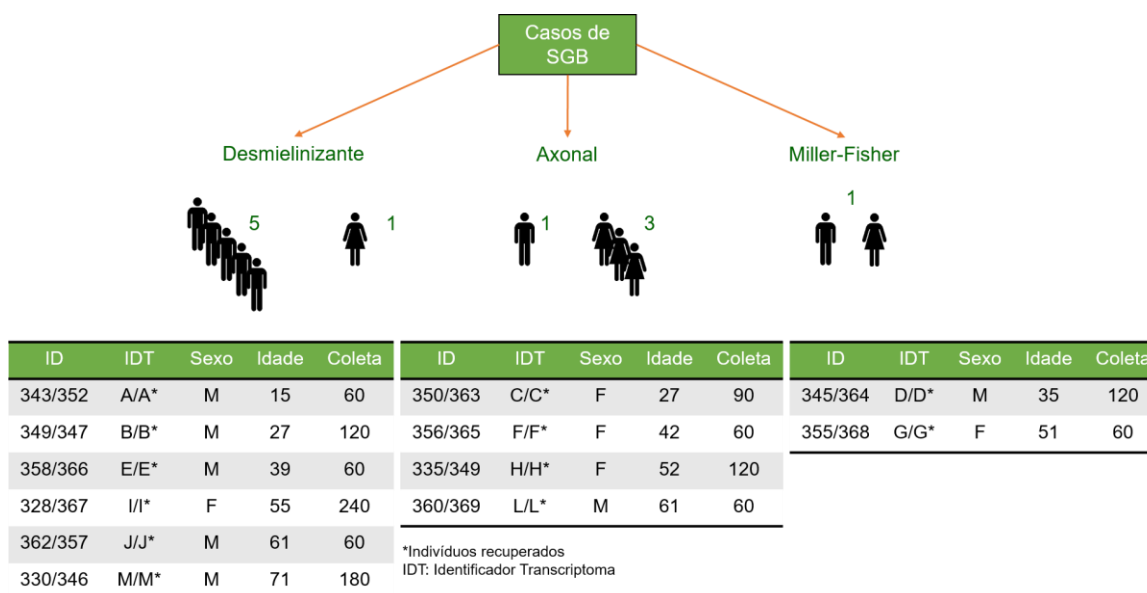 Casos de
SGB
Desmielinizante
Axonal
Miller-Fisher
5
1
1
3
1
ID IDT Sexo Idade Coleta
343/352 A/A* M 15 60
349/347 B/B* M 27 120
358/366 E/E* M 39 60
328/367 I/I* F 55 240
362/357 J/J* M 61 60
330/346 M/M* M 71 180
ID IDT Sexo Idade Coleta
350/363 C/C* F 27 90
356/365 F/F* F 42 60
335/349 H/H* F 52 120
360/369 L/L* M 61 60
*Indivíduos recuperados
IDT: Identificador Transcriptoma
ID IDT Sexo Idade Coleta
345/364 D/D* M 35 120
355/368 G/G* F 51 60